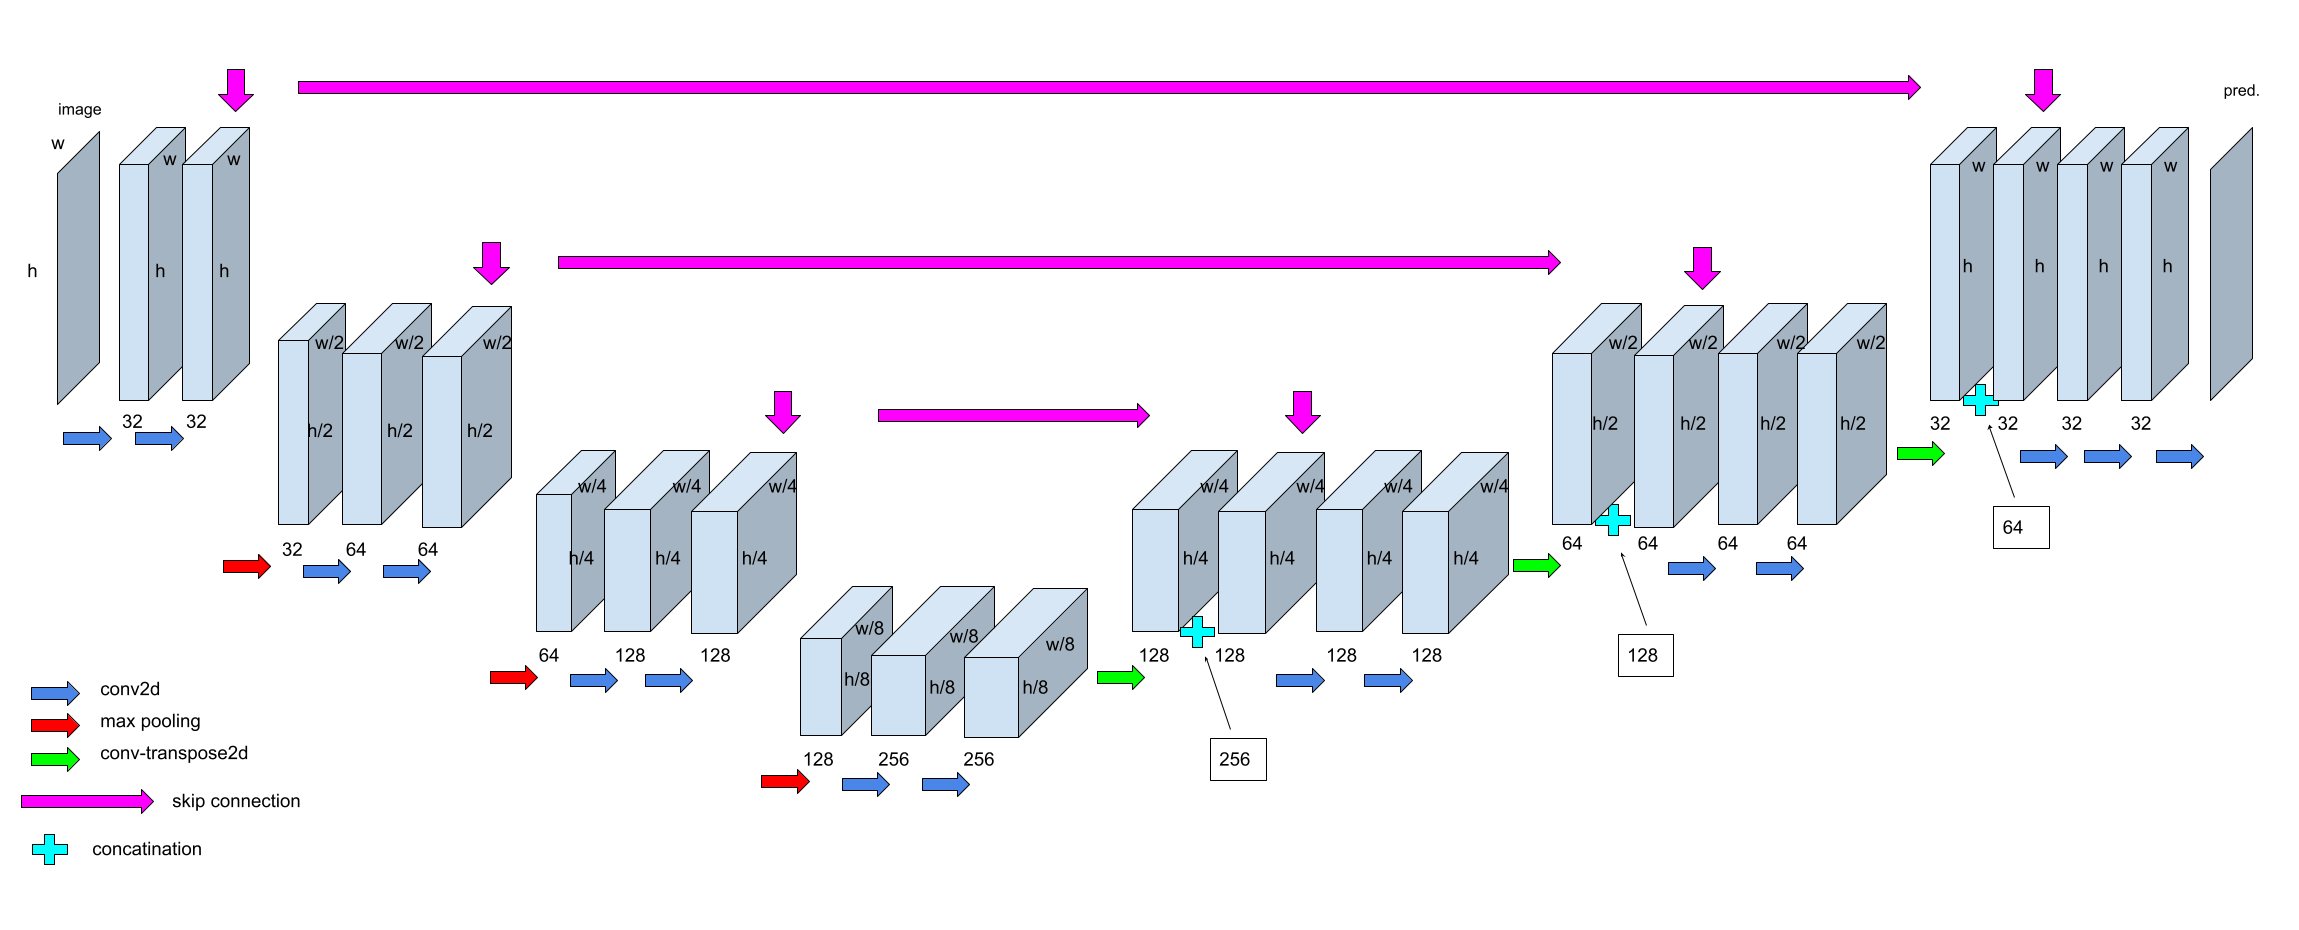 image
pred.
w
w
w
w
w
w
w
h
h
h
h
h
h
h
32
32
32
32
32
32
64
w/2
w/2
w/2
w/2
w/2
w/2
w/2
h/2
h/2
h/2
h/2
h/2
h/2
h/2
32
64
64
64
64
64
64
128
w/4
w/4
w/4
w/4
w/4
w/4
w/4
h/4
h/4
h/4
h/4
h/4
h/4
h/4
64
128
128
128
128
128
128
256
w/8
w/8
w/8
h/8
h/8
h/8
128
256
256
conv2d
max pooling
conv-transpose2d
skip connection
concatination